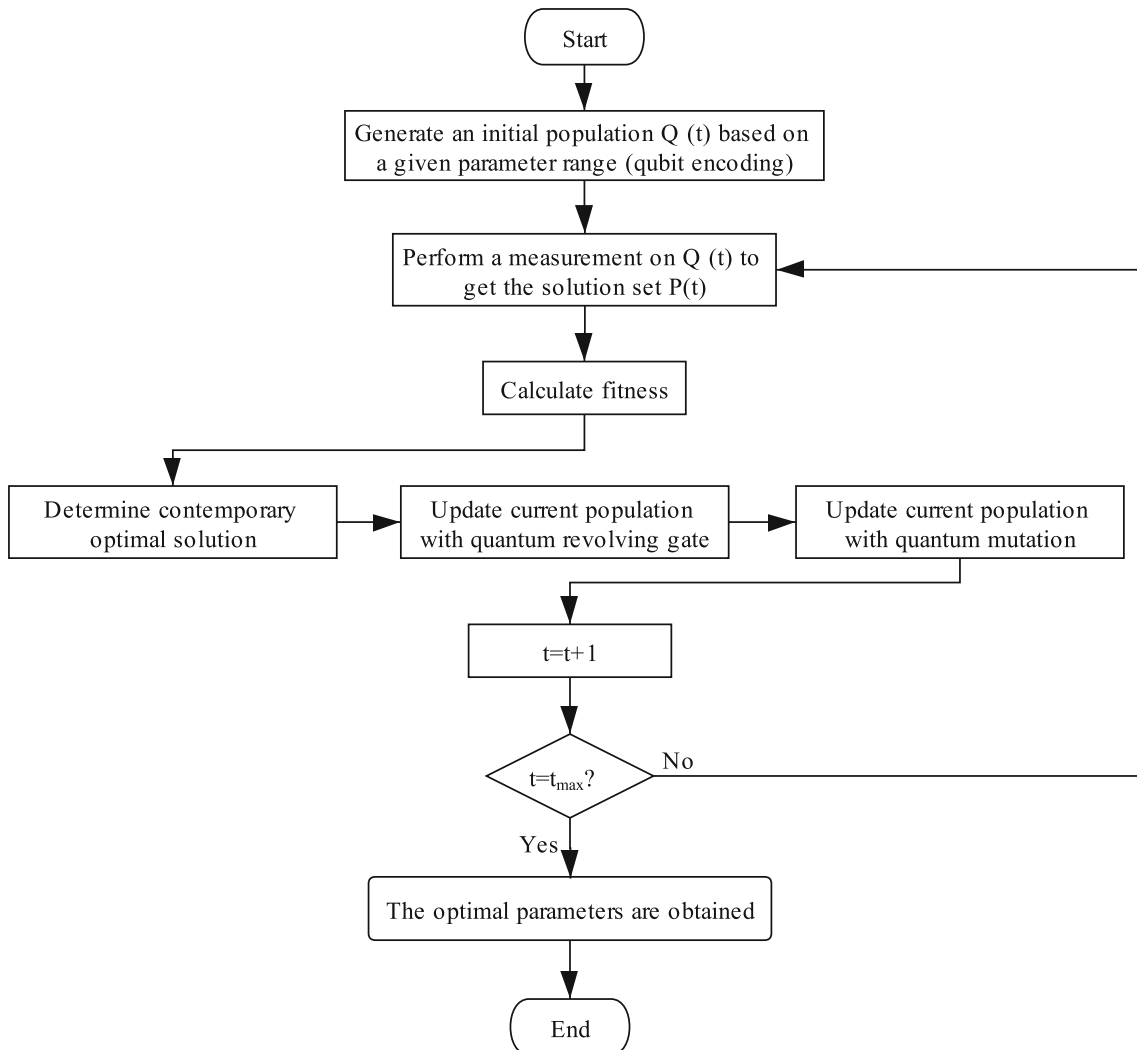 Start
Generate an initial population Q (t) based on
a given parameter range (qubit encoding)
Perform a measurement on Q (t) to
get the solution set P(t)
Calculate fitness
Determine contemporary
optimal solution
Update current population
with quantum revolving gate
Update current population
with quantum mutation
t=t+1
t=tmax?
No
Yes
The optimal parameters are obtained
End